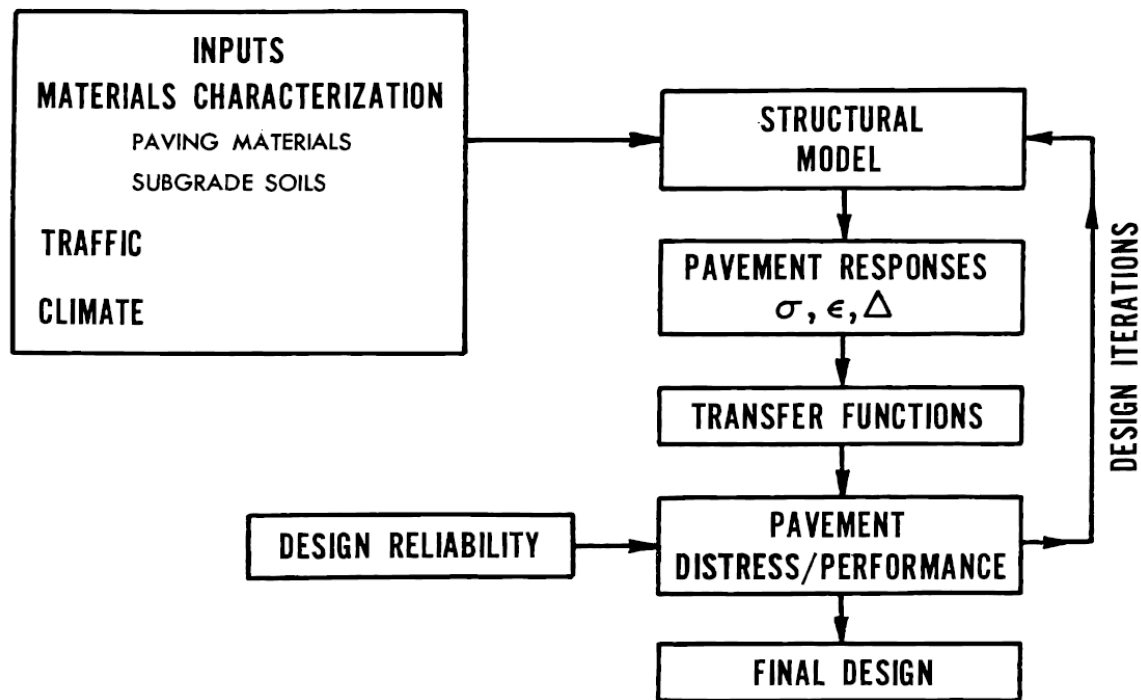 INPUTS
MATERIALS CHARACTERIZATION
PAVING MATERIALS
SUBGRADE SOILS
TRAFFIC
CLIMATE
STRUCTURAL
MODEL
PAVEMENT RESPONSES
σ, ϵ, Δ
TRANSFER FUNCTIONS
DESIGN RELIABILITY
PAVEMENT
DISTRESS/PERFORMANCE
FINAL DESIGN
DESIGN ITERATIONS